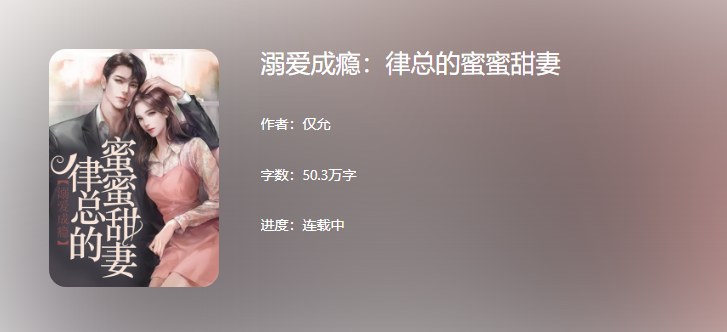 溺爱成瘾：律总的蜜蜜甜妻
作者：仅允
字数：50.3万字
进度：连载中
蜜蜜甜妻
律总的
【溺爱成瘾】